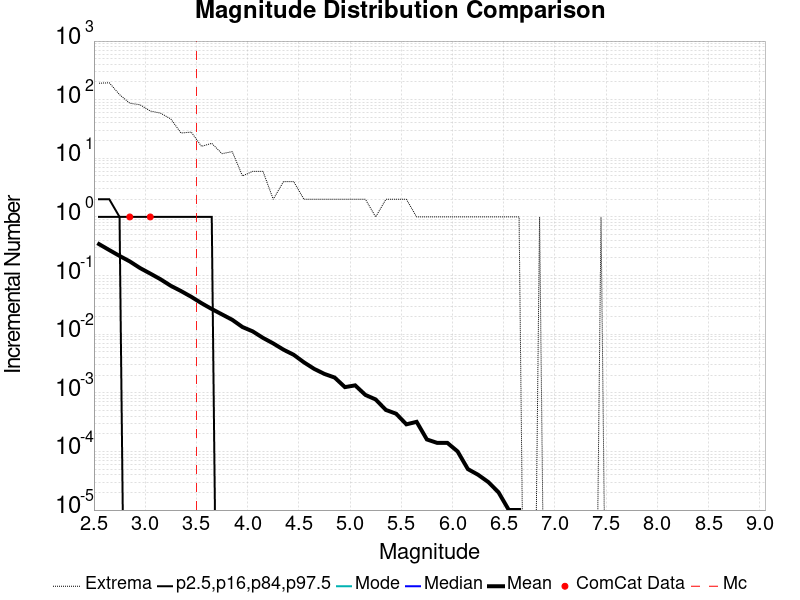 Magnitude Distribution Comparison
10^3
10^2
10^1
10^0
10^-1
10^-2
10^-3
10^-4
10^-5
Incremental Number
2.5 3.0 3.5 4.0 4.5 5.0 5.5 6.0 6.5 7.0 7.5 8.0 8.5 9.0
Magnitude
Extrema p2.5,p16,p84,p97.5 Mode Median Mean ComCat Data Mc